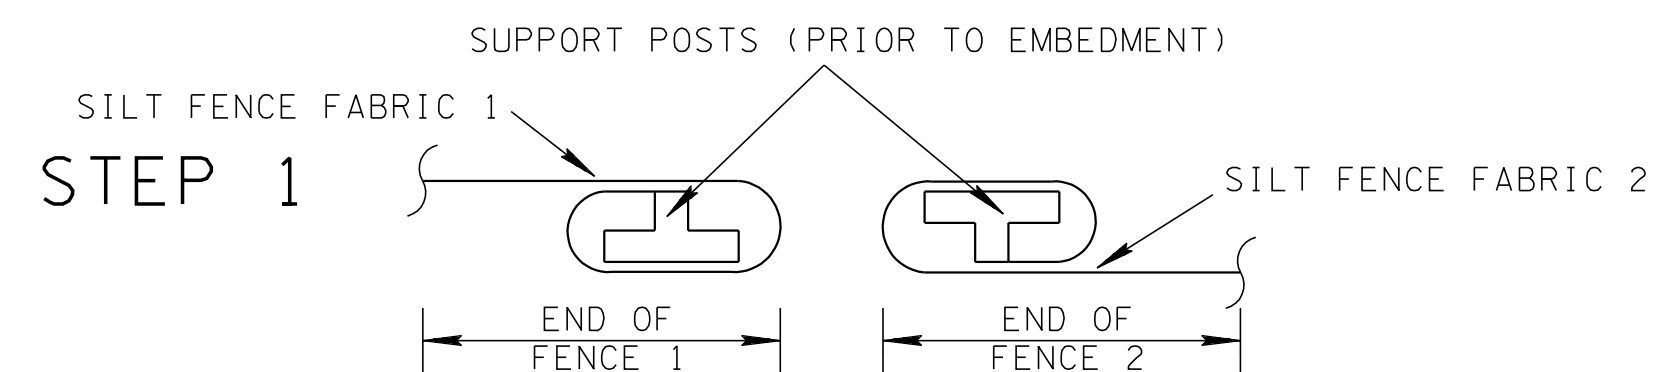 SUPPORT POSTS (PRIOR TO EMBEDMENT)
SILT FENCE FABRIC 1
STEP 1
SILT FENCE FABRIC 2
END OF
FENCE 1
END OF
FENCE 2